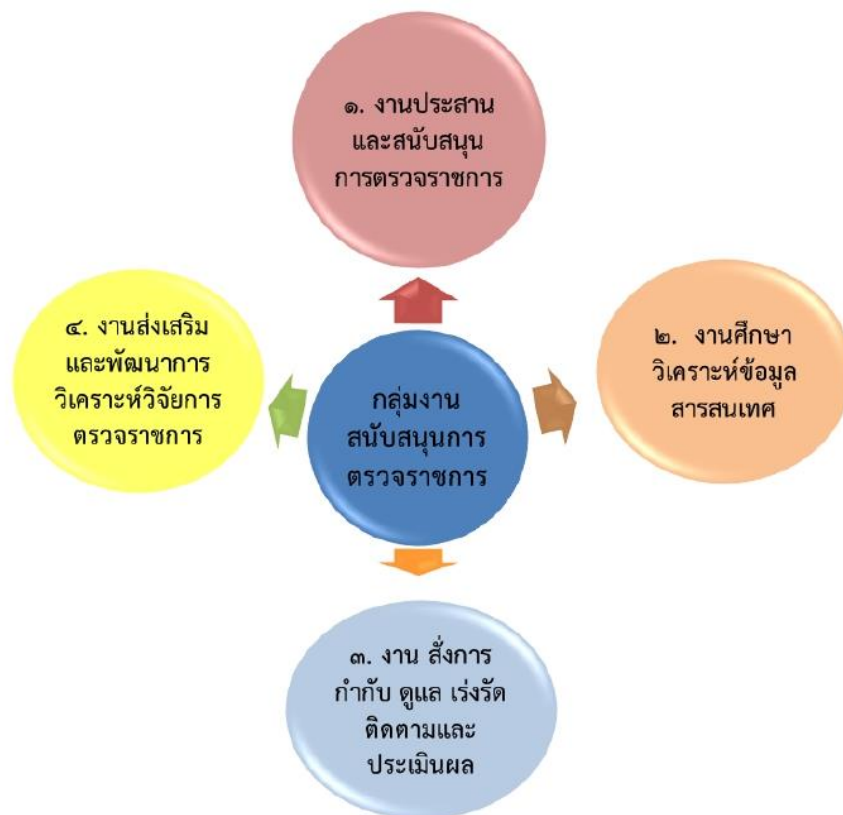 ๑. งานประสาน
และสนับสนุน
การตรวจราชการ
๒. งานศึกษา
วิเคราะห์ข้อมูล
สารสนเทศ
๓. งาน สั่งการ
กำกับ ดูแล เร่งรัด
ติดตามและ
ประเมินผล
๔. งานส่งเสริม
และพัฒนาการ
วิเคราะห์วิจัยการ
ตรวจราชการ
กลุ่มงาน
สนับสนุนการ
ตรวจราชการ